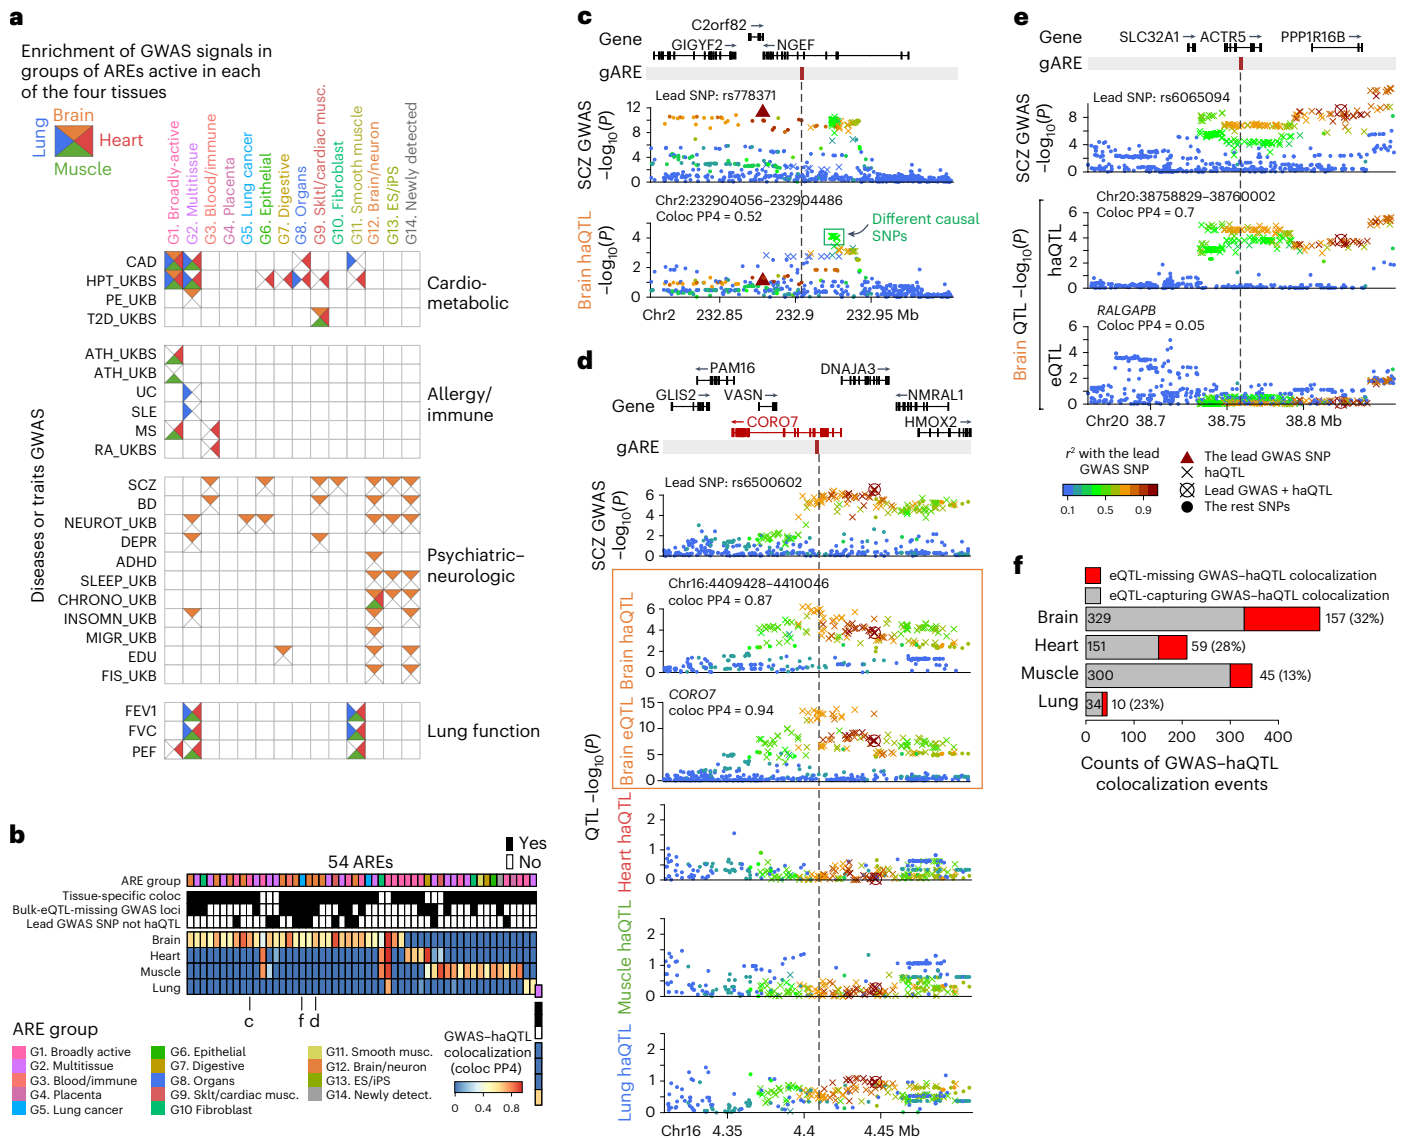 a
Enrichment of GWAS signals in
groups of AREs active in each
of the four tissues
Brain
Lung
Heart
Muscle
G1. Broadly-active
G2. Multitissue
G3. Blood/immune
G4. Placenta
G5. Lung cancer
G6. Epithelial
G7. Digestive
G8. Organs
G9. Sklt/cardiac musc.
G10. Fibroblast
G11. Smooth muscle
G12. Brain/neuron
G13. ES/iPS
G14. Newly detected
Diseases or traits GWAS
CAD
HPT_UKBS
PE_UKB
T2D_UKBS
Cardio-
metabolic
ATH_UKBS
ATH_UKB
UC
SLE
MS
RA_UKBS
Allergy/
immune
SCZ
BD
NEUROT_UKB
DEPR
ADHD
SLEEP_UKB
CHRONO_UKB
INSOMN_UKB
MIGR_UKB
EDU
FIS_UKB
Psychiatric–
neurologic
FEV1
FVC
PEF
Lung function
b
54 AREs
Yes
No
ARE group
Tissue-specific coloc
Bulk-eQTL-missing GWAS loci
Lead GWAS SNP not haQTL
Brain
Heart
Muscle
Lung
c f d
ARE group
G1. Broadly active
G2. Multitissue
G3. Blood/immune
G4. Placenta
G5. Lung cancer
G6. Epithelial
G7. Digestive
G8. Organs
G9. Sklt/cardiac musc.
G10 Fibroblast
G11. Smooth musc.
G12. Brain/neuron
G13. ES/iPS
G14. Newly detect.
GWAS–haQTL
colocalization
(coloc PP4)
0 0.4 0.8
c
C2orf82 →
Gene
GIGYF2 →
← NGEF
gARE
SCZ GWAS
–log10(P)
Lead SNP: rs778371
12
8
4
0
Brain haQTL
–log10(P)
Chr2:232904056–232904486
Coloc PP4 = 0.52
Different causal
SNPs
4
2
0
Chr2 232.85 232.9 232.95 Mb
d
← PAM16
DNAJA3 →
GLIS2 →
VASN →
← NMRAL1
Gene
← CORO7
HMOX2 →
gARE
SCZ GWAS
–log10(P)
Lead SNP: rs6500602
6
4
2
0
QTL –log10(P)
Brain haQTL
Chr16:4409428–4410046
coloc PP4 = 0.87
6
4
2
0
Brain eQTL
CORO7
coloc PP4 = 0.94
15
10
5
0
Heart haQTL
2
1
0
Muscle haQTL
2
1
0
Lung haQTL
2
1
0
Chr16 4.35 4.4 4.45 Mb
e
Gene
SLC32A1 →
ACTR5 →
PPP1R16B →
gARE
SCZ GWAS
–log10(P)
Lead SNP: rs6065094
8
4
0
Brain QTL –log10(P)
haQTL
Chr20:38758829–38760002
Coloc PP4 = 0.7
6
4
2
0
eQTL
RALGAPB
Coloc PP4 = 0.05
6
4
2
0
Chr20 38.7 38.75 38.8 Mb
r2 with the lead
GWAS SNP
0.1 0.5 0.9
The lead GWAS SNP
haQTL
Lead GWAS + haQTL
The rest SNPs
f
eQTL-missing GWAS–haQTL colocalization
eQTL-capturing GWAS–haQTL colocalization
Brain 329 157 (32%)
Heart 151 59 (28%)
Muscle 300 45 (13%)
Lung 34 10 (23%)
0 100 200 300 400
Counts of GWAS–haQTL
colocalization events